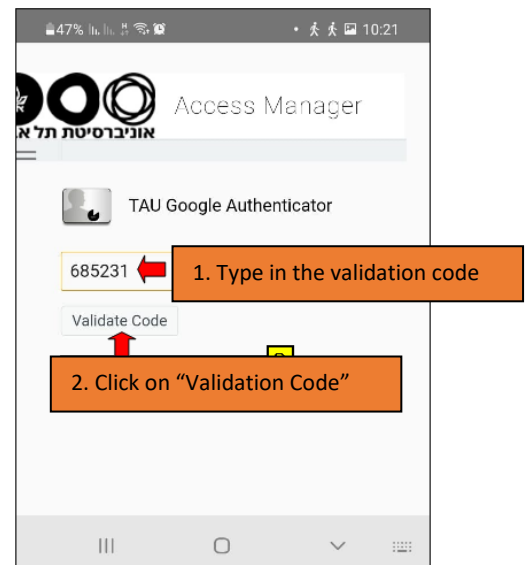 47% 10:21
Access Manager
אוניברסיטת תל א
TAU Google Authenticator
685231
1. Type in the validation code
Validate Code
2. Click on “Validation Code”